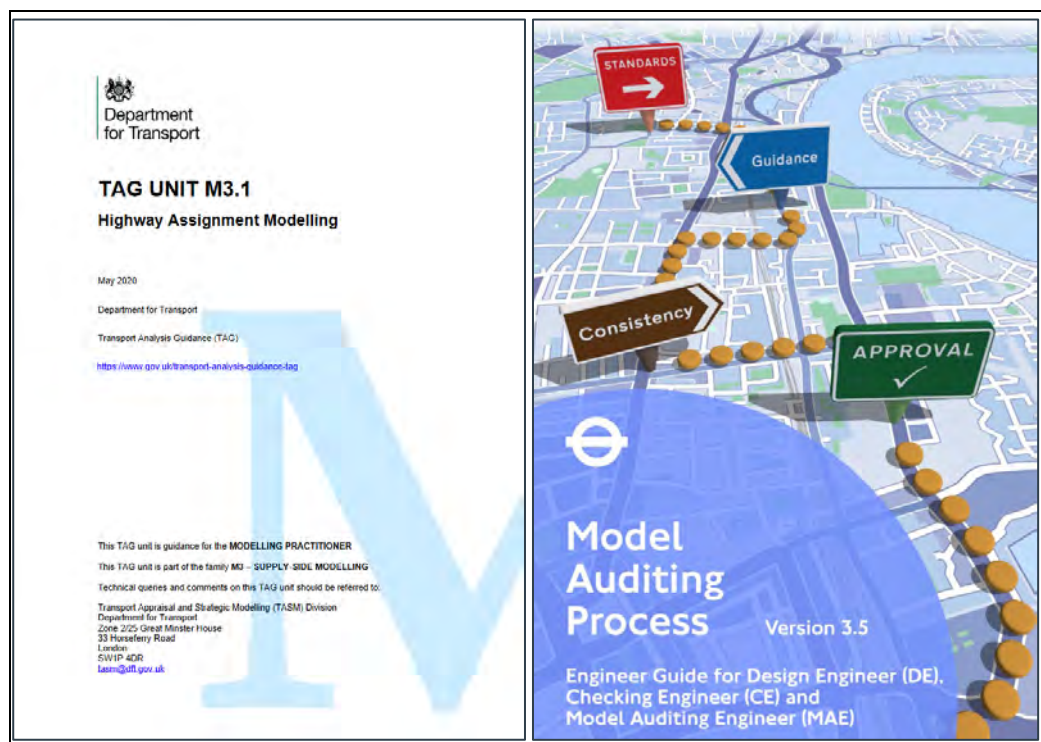 Department
for Transport
TAG UNIT M3.1
Highway Assignment Modelling
May 2020
Department for Transport
Transport Analysis Guidance (TAG)
https://www.gov.uk/transport-analysis-guidance-tag
This TAG unit is guidance for the MODELLING PRACTITIONER
This TAG unit is part of the family M3 – SUPPLY-SIDE MODELLING
Technical queries and comments on this TAG unit should be referred to:
Transport Appraisal and Strategic Modelling (TASM) Division
Department for Transport
Zone 2/25 Great Minster House
33 Horseferry Road
London
SW1P 4DR
tasm@dft.gov.uk
M
STANDARDS
Guidance
Consistency
APPROVAL
Model
Auditing
Process Version 3.5
Engineer Guide for Design Engineer (DE),
Checking Engineer (CE) and
Model Auditing Engineer (MAE)